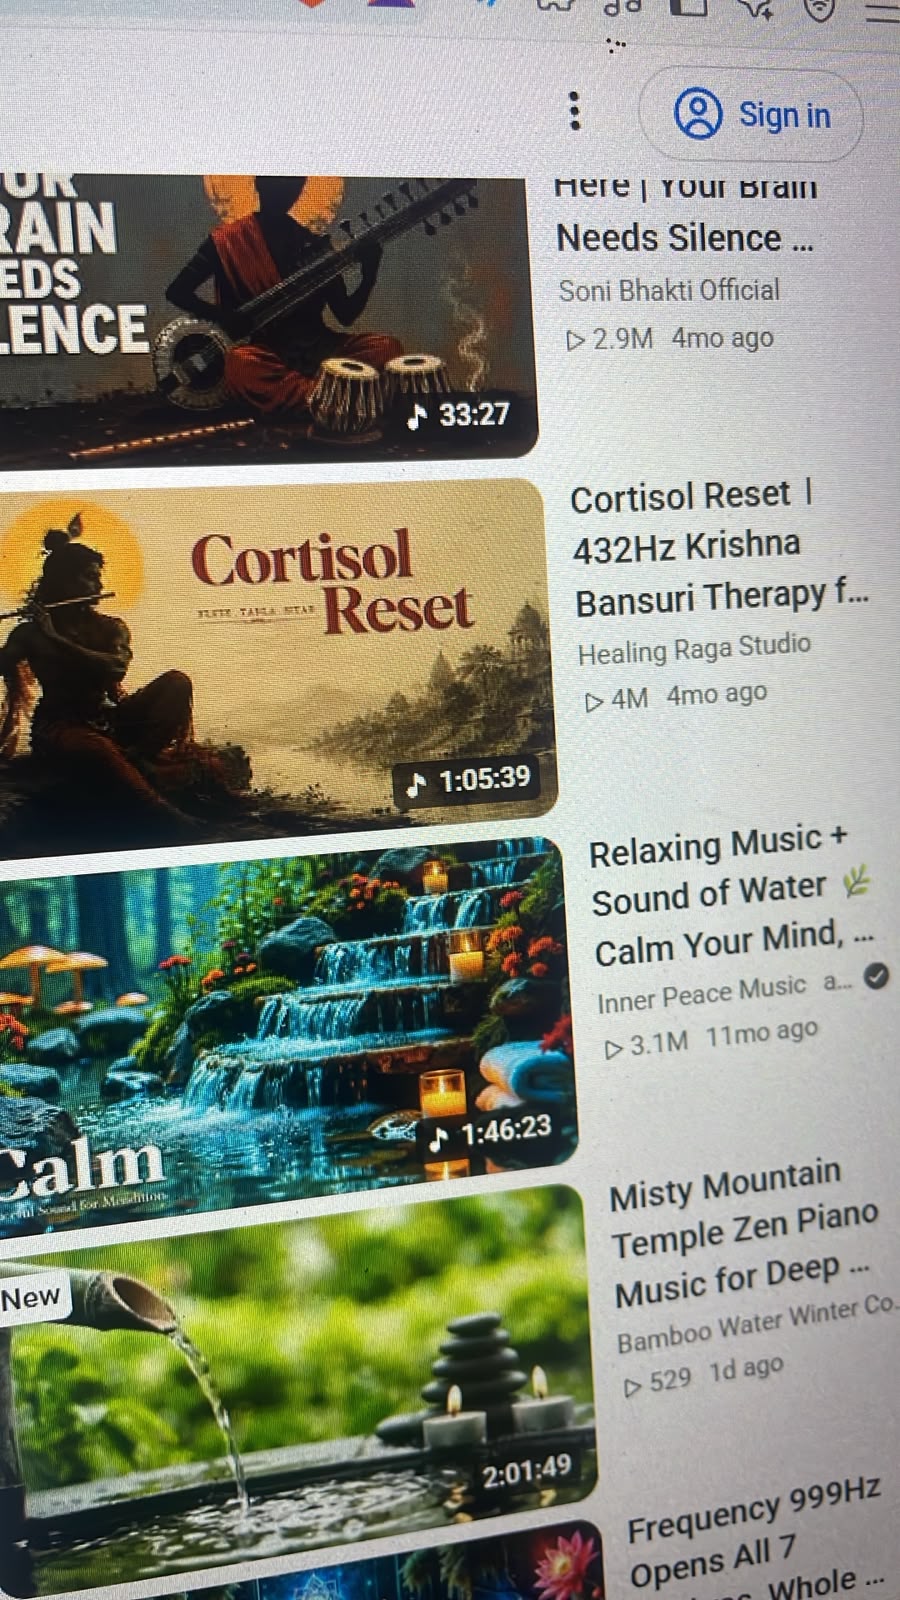 Sign in
UR
RAIN
EDS
LENCE
33:27
Here | Your Brain
Needs Silence ...
Soni Bhakti Official
2.9M 4mo ago
Cortisol
Reset
1:05:39
Cortisol Reset |
432Hz Krishna
Bansuri Therapy f...
Healing Raga Studio
4M 4mo ago
Calm
Sound for Meditation
1:46:23
Relaxing Music +
Sound of Water 🌿
Calm Your Mind, ...
Inner Peace Music a...
3.1M 11mo ago
New
2:01:49
Misty Mountain
Temple Zen Piano
Music for Deep ...
Bamboo Water Winter Co.
529 1d ago
Frequency 999Hz
Opens All 7
Whole ...